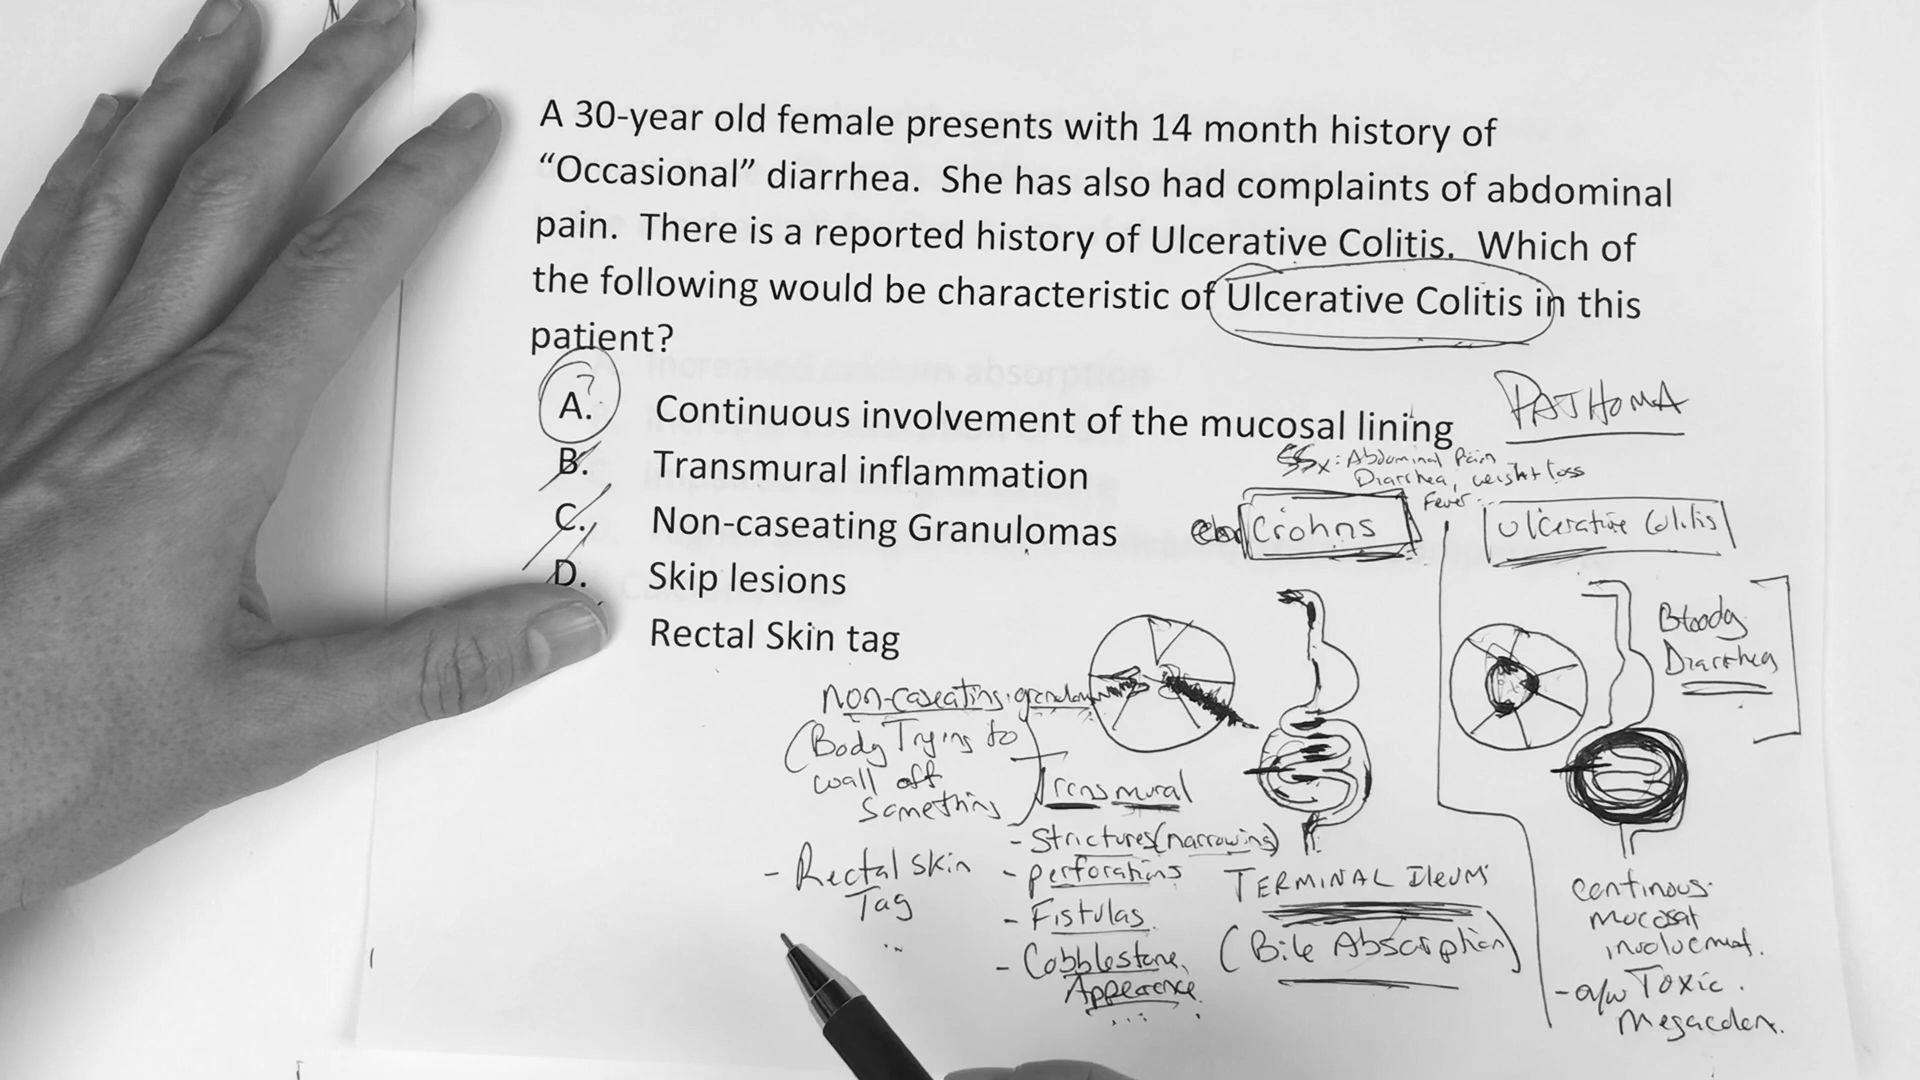 A 30-year old female presents with 14 month history of
“Occasional” diarrhea. She has also had complaints of abdominal
pain. There is a reported history of Ulcerative Colitis. Which of
the following would be characteristic of Ulcerative Colitis in this
patient?
A. Continuous involvement of the mucosal lining
B. Transmural inflammation
C. Non-caseating Granulomas
D. Skip lesions
Rectal Skin tag
PATHOMA
SSx: Abdominal Pain
Diarrhea, weight loss
Fever
Crohns
Ulcerative Colitis
Bloody
Diarrhea
Non-caseating
(Body Trying to
wall off
Something)
Transmural
- Strictures (narrowing)
- perforations
- Fistulas
- Cobblestone
Appearence
- Rectal Skin
Tag
TERMINAL Ileum
(Bile Absorption)
continous
mucosal
- a/w Toxic
Megacolon.